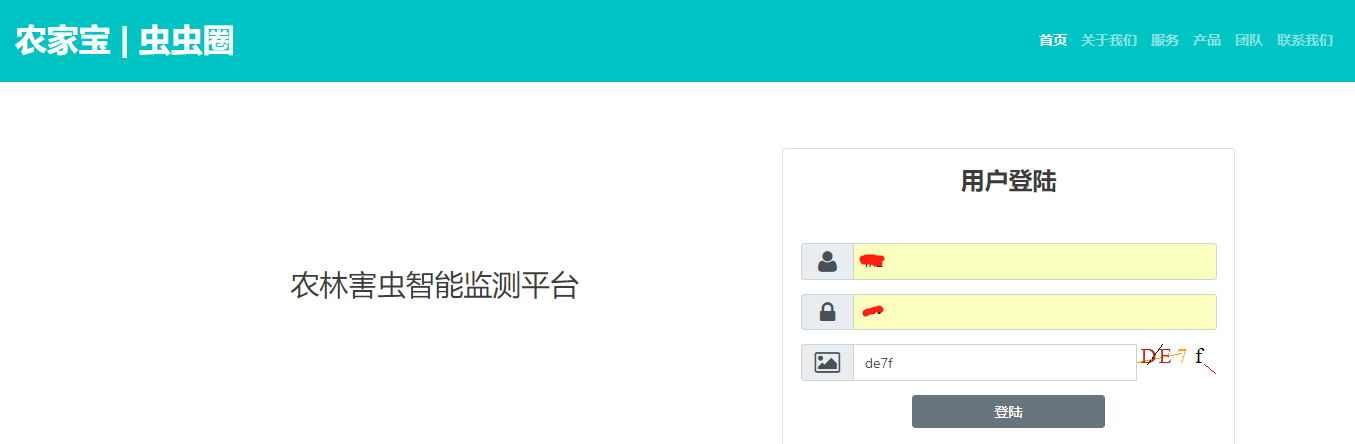 农家宝 | 虫虫圈
首页 关于我们 服务 产品 团队 联系我们
用户登陆
农林害虫智能监测平台
de7f
DE7f
登陆